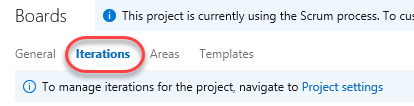 Boards
This project is currently using the Scrum process. To cus
General Iterations Areas Templates
To manage iterations for the project, navigate to Project settings